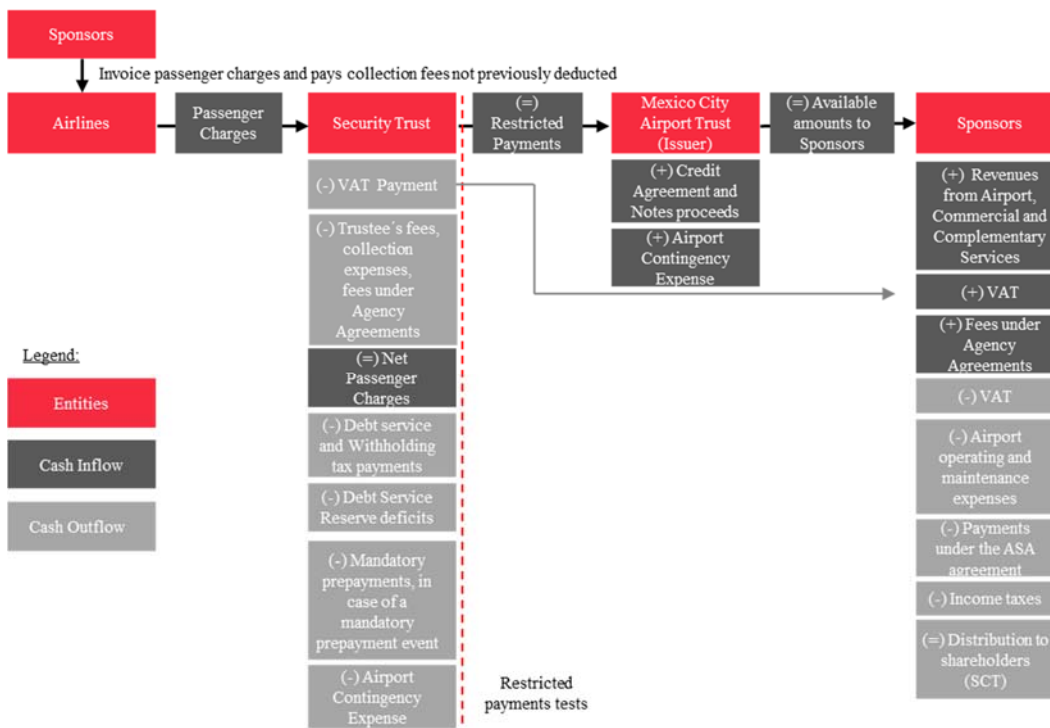 Sponsors
Invoice passenger charges and pays collection fees not previously deducted
Airlines
Passenger
Charges
Security Trust
(=)
Restricted
Payments
Mexico City
Airport Trust
(Issuer)
(=) Available
amounts to
Sponsors
Sponsors
(-) VAT Payment
(-) Trustee´s fees,
collection
expenses,
fees under
Agency
Agreements
(=) Net
Passenger
Charges
(-) Debt service
and Withholding
tax payments
(-) Debt Service
Reserve deficits
(-) Mandatory
prepayments, in
case of a
mandatory
prepayment event
(-) Airport
Contingency
Expense
(+) Credit
Agreement and
Notes proceeds
(+) Airport
Contingency
Expense
(+) Revenues
from Airport,
Commercial and
Complementary
Services
(+) VAT
(+) Fees under
Agency
Agreements
(-) VAT
(-) Airport
operating and
maintenance
expenses
(-) Payments
under the ASA
agreement
(-) Income taxes
(=) Distribution to
shareholders
(SCT)
Legend:
Entities
Cash Inflow
Cash Outflow
Restricted
payments tests